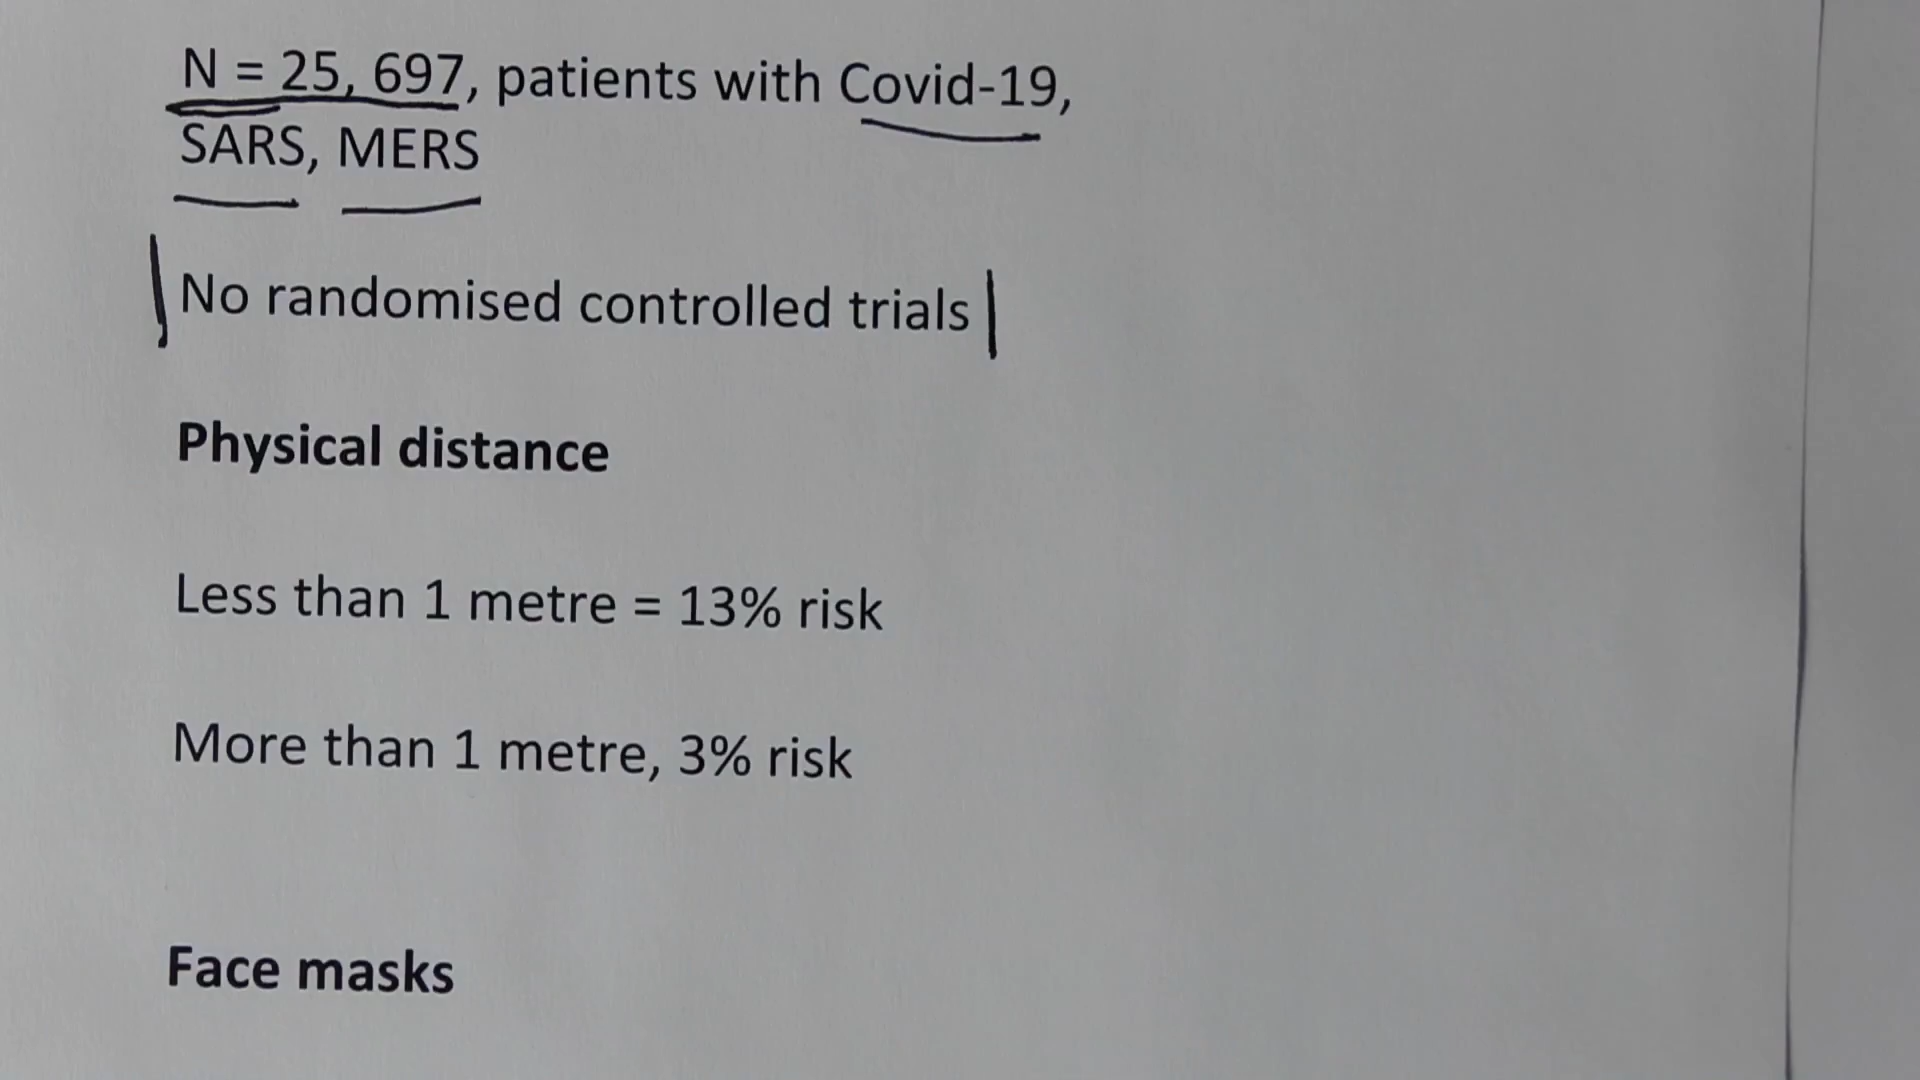 N = 25, 697, patients with Covid-19,
SARS, MERS
No randomised controlled trials
Physical distance
Less than 1 metre = 13% risk
More than 1 metre, 3% risk
Face masks